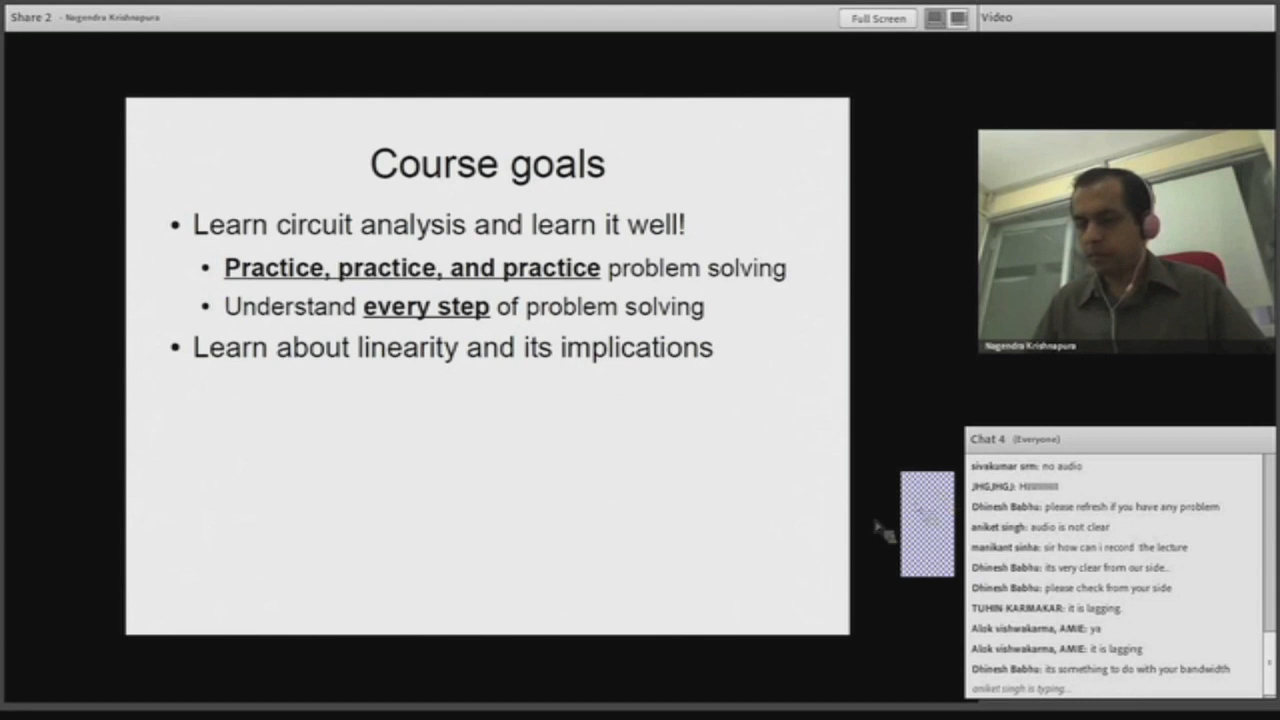 Share 2 - Nagendra Krishnapura
Full Screen
Video
Course goals
• Learn circuit analysis and learn it well!
• Practice, practice, and practice problem solving
• Understand every step of problem solving
• Learn about linearity and its implications
Nagendra Krishnapura
Chat 4 (Everyone)
sivakumar srm: no audio
Dhinesh Babhu: please refresh if you have any problem
aniket singh: audio is not clear
manikant sinha: sir how can i record the lecture
Dhinesh Babhu: its very clear from our side..
Dhinesh Babhu: please check from your side
TUHIN KARMAKAR: it is lagging.
Alok vishwakarma, AMIE: ya
Alok vishwakarma, AMIE: it is lagging
Dhinesh Babhu: its something to do with your bandwidth
aniket singh is typing...